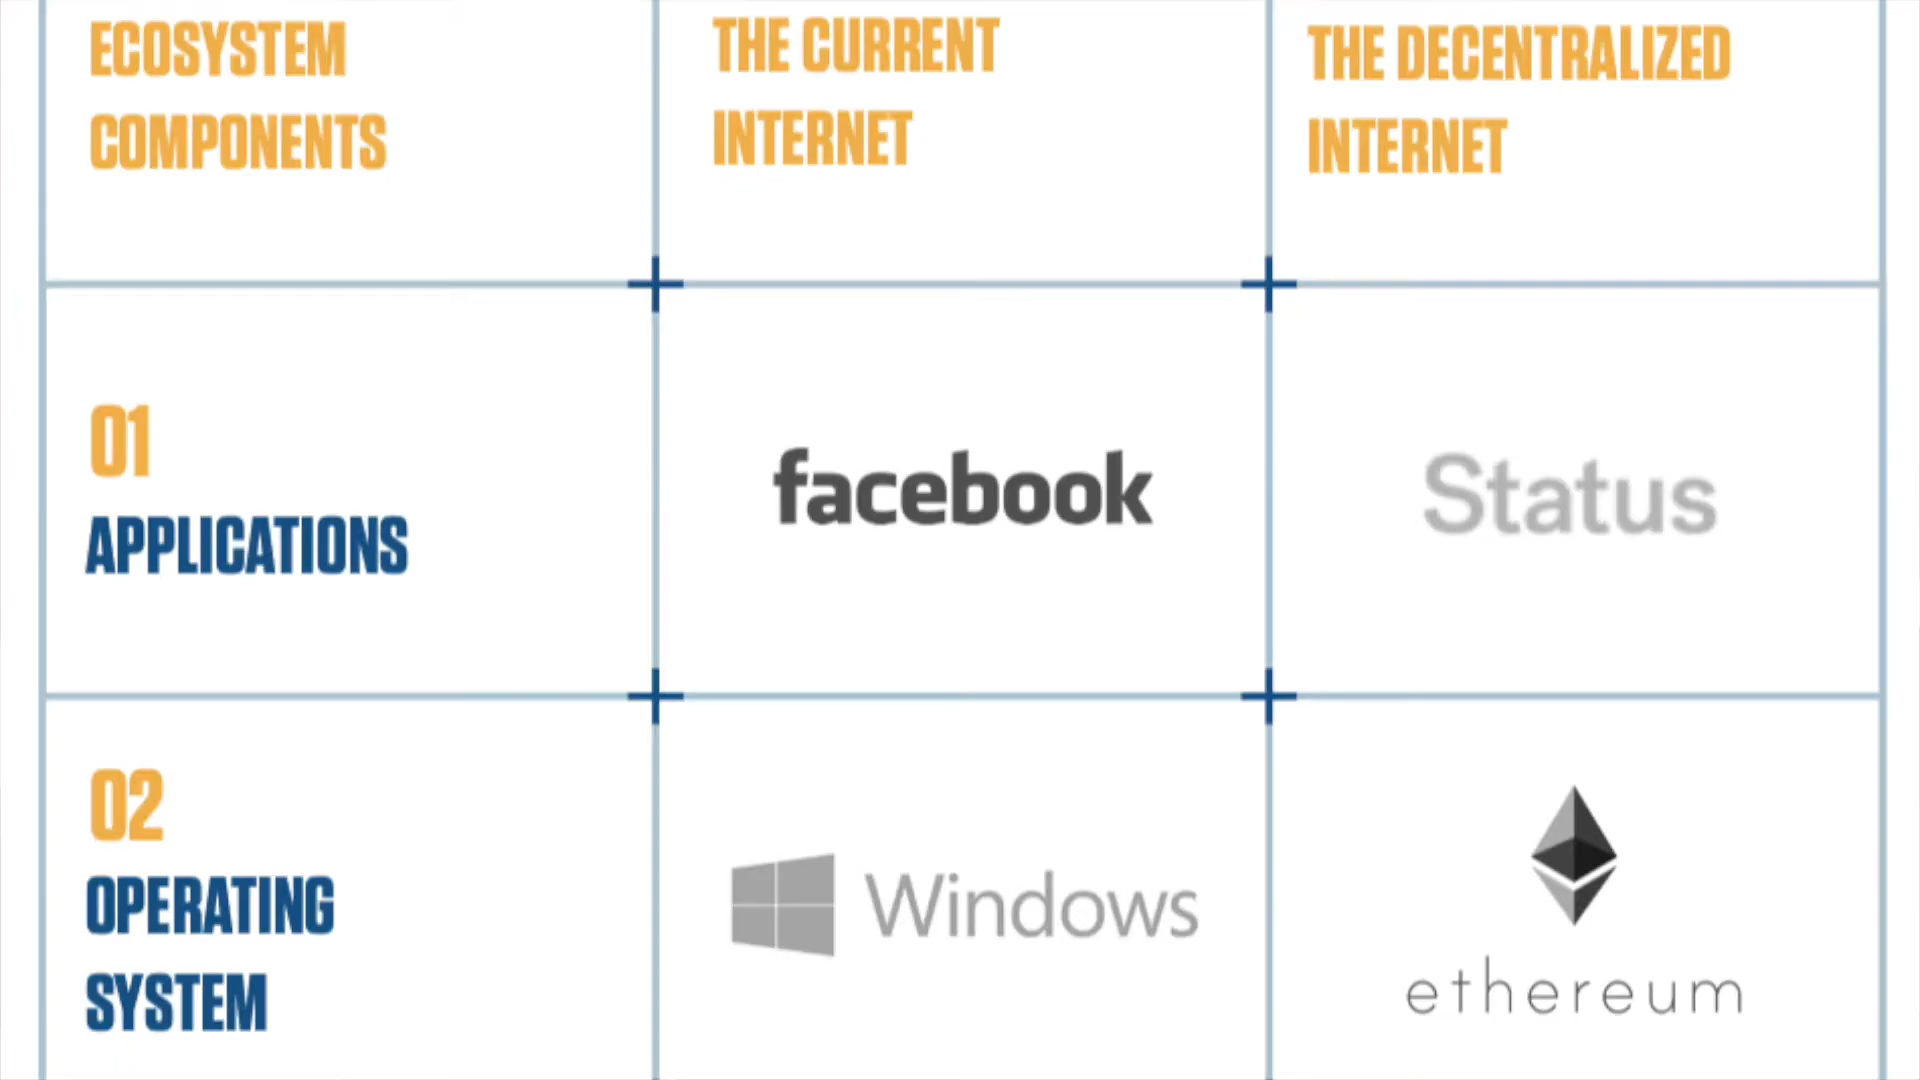 ECOSYSTEM
COMPONENTS
THE CURRENT
INTERNET
THE DECENTRALIZED
INTERNET
01
APPLICATIONS
facebook
Status
02
OPERATING
SYSTEM
Windows
ethereum